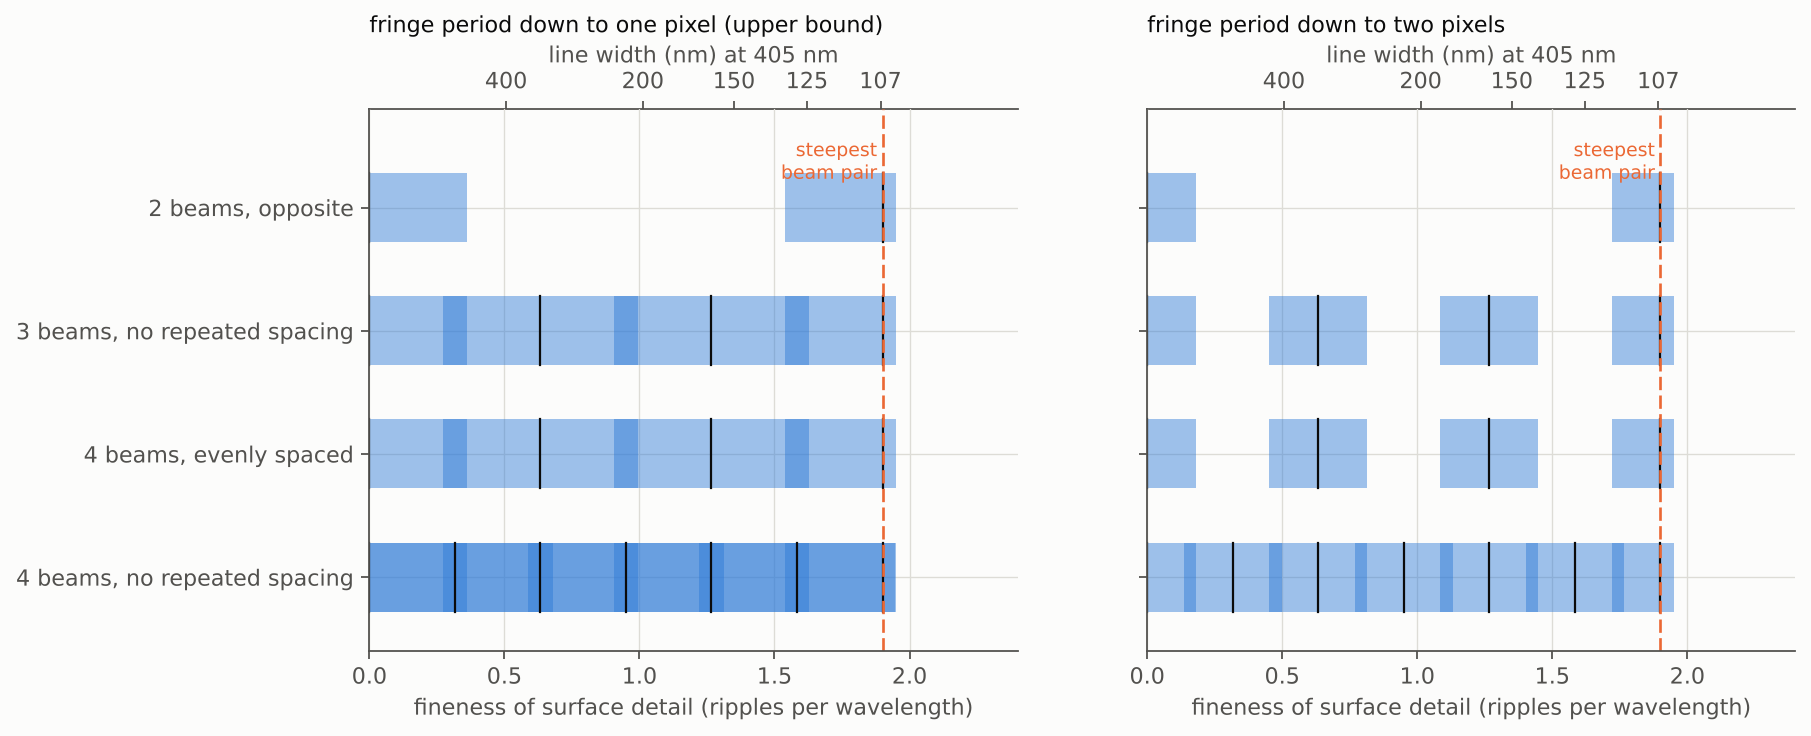 fringe period down to one pixel (upper bound)
line width (nm) at 405 nm
400 200 150 125 107
steepest
beam pair
2 beams, opposite
3 beams, no repeated spacing
4 beams, evenly spaced
4 beams, no repeated spacing
0.0 0.5 1.0 1.5 2.0
fineness of surface detail (ripples per wavelength)
fringe period down to two pixels
line width (nm) at 405 nm
400 200 150 125 107
steepest
beam pair
0.0 0.5 1.0 1.5 2.0
fineness of surface detail (ripples per wavelength)